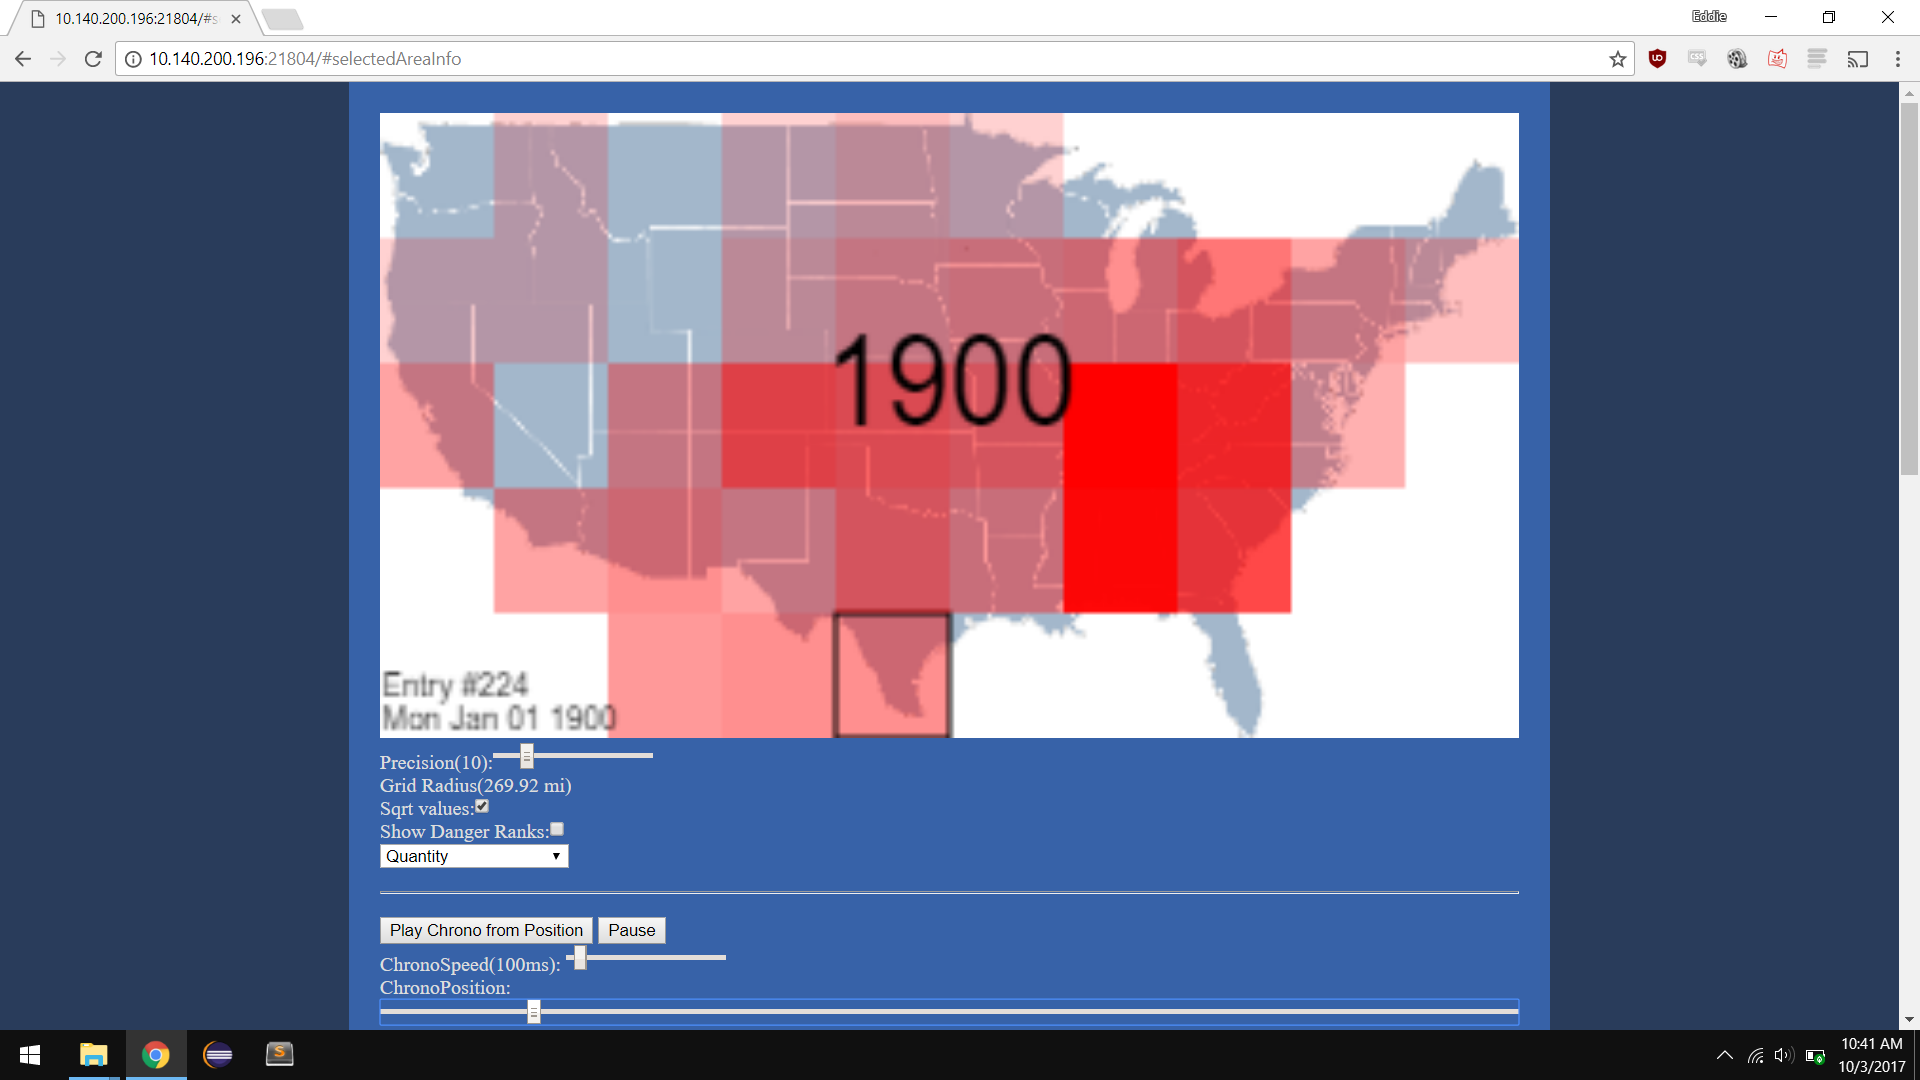 10.140.200.196:21804/#s
Eddie
10.140.200.196:21804/#selectedAreaInfo
1900
Entry #224
Mon Jan 01 1900
Precision(10):
Grid Radius(269.92 mi)
Sqrt values:
Show Danger Ranks:
Quantity
Play Chrono from Position Pause
ChronoSpeed(100ms):
ChronoPosition:
10:41 AM
10/3/2017